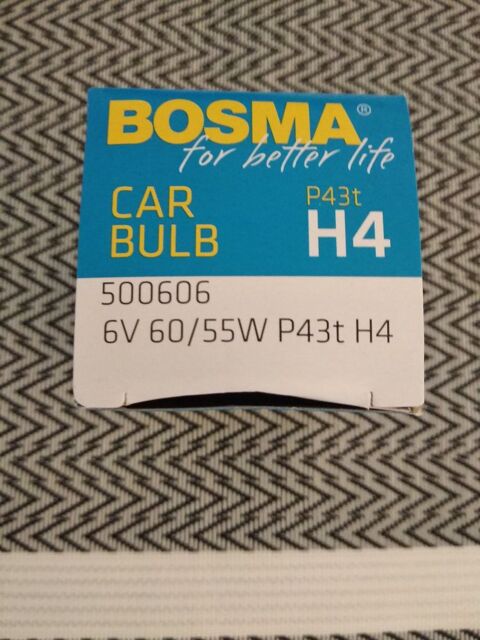 BOSMA®
for better life
CAR
BULB
P43t
H4
500606
6V 60/55W P43t H4